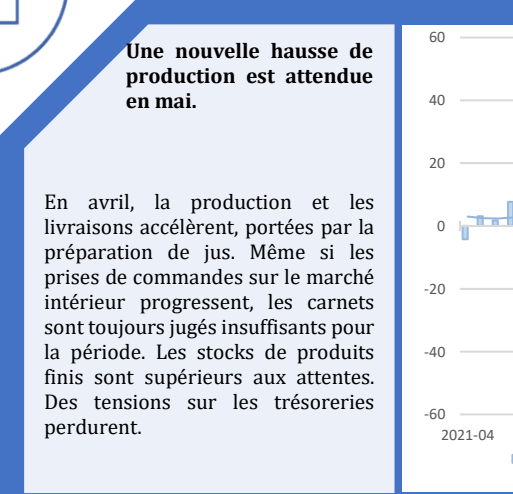 Une nouvelle hausse de
production est attendue
en mai.
En avril, la production et les
livraisons accélèrent, portées par la
préparation de jus. Même si les
prises de commandes sur le marché
intérieur progressent, les carnets
sont toujours jugés insuffisants pour
la période. Les stocks de produits
finis sont supérieurs aux attentes.
Des tensions sur les trésoreries
perdurent.
60
40
20
0
-20
-40
-60
2021-04